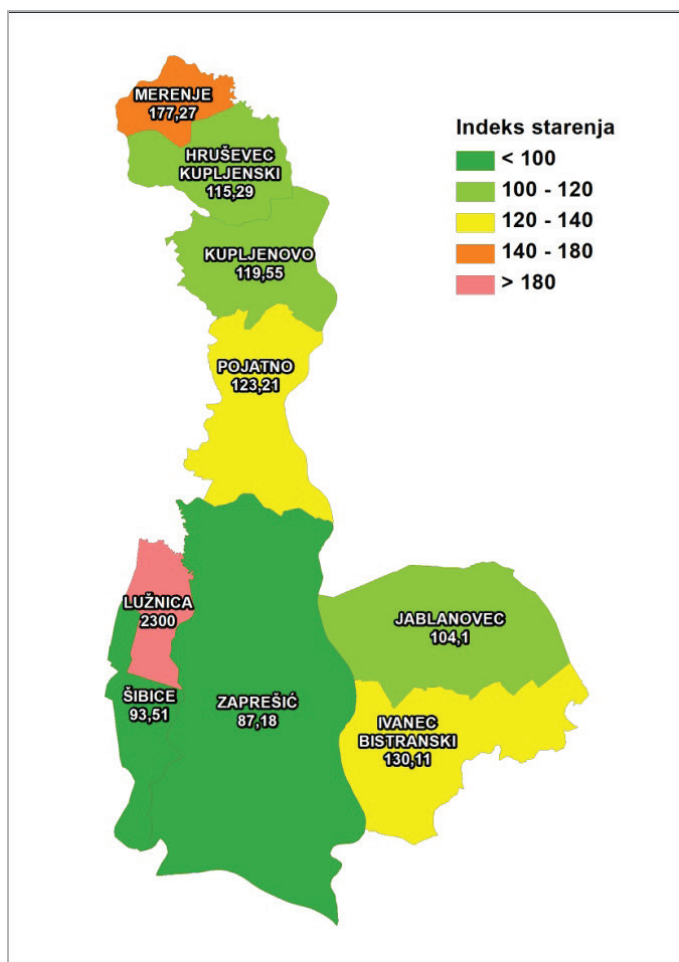 MERENJE
177,27
HRUŠEVEC
KUPLJENSKI
115,29
KUPLJENOVO
119,55
POJATNO
123,21
LUŽNICA
2300
ŠIBICE
93,51
ZAPREŠIĆ
87,18
JABLANOVEC
104,1
IVANEC
BISTRANSKI
130,11
Indeks starenja
< 100
100 - 120
120 - 140
140 - 180
> 180